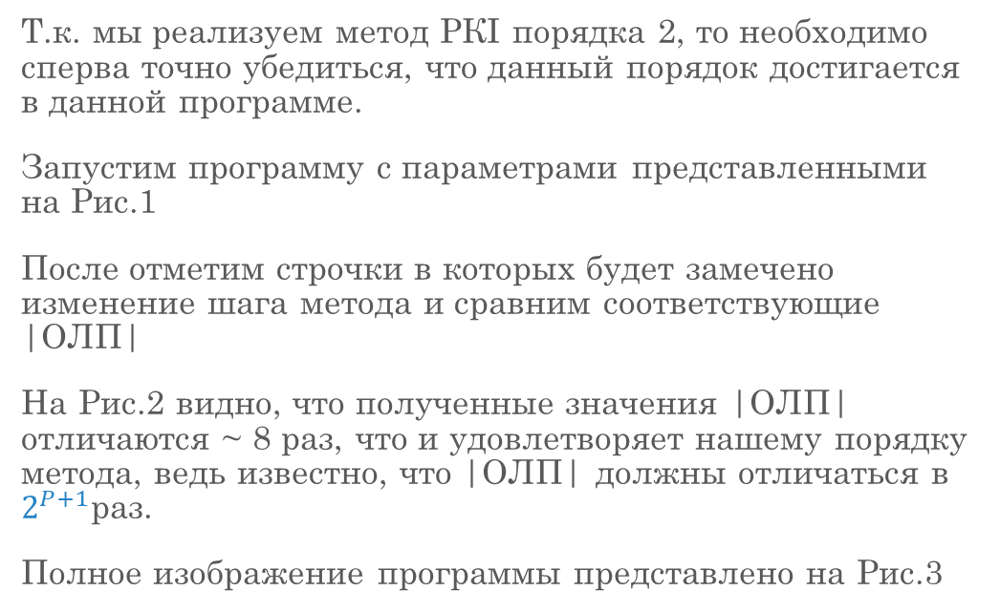 Т.к. мы реализуем метод РКI порядка 2, то необходимо
сперва точно убедиться, что данный порядок достигается
в данной программе.
Запустим программу с параметрами представленными
на Рис.1
После отметим строчки в которых будет замечено
изменение шага метода и сравним соответствующие
|ОЛП|
На Рис.2 видно, что полученные значения |ОЛП|
отличаются ~ 8 раз, что и удовлетворяет нашему порядку
метода, ведь известно, что |ОЛП| должны отличаться в
2^{P+1} раз.
Полное изображение программы представлено на Рис.3